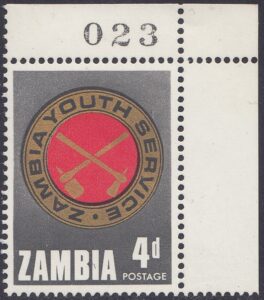 023
ZAMBIA YOUTH SERVICE
ZAMBIA 4d
POSTAGE